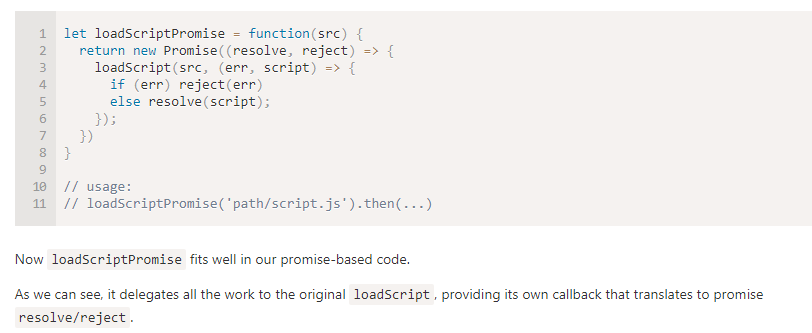 1 let loadScriptPromise = function(src) {
2   return new Promise((resolve, reject) => {
3     loadScript(src, (err, script) => {
4       if (err) reject(err)
5       else resolve(script);
6     });
7   })
8 }
9
10 // usage:
11 // loadScriptPromise('path/script.js').then(...)
Now loadScriptPromise fits well in our promise-based code.
As we can see, it delegates all the work to the original loadScript, providing its own callback that translates to promise
resolve/reject.